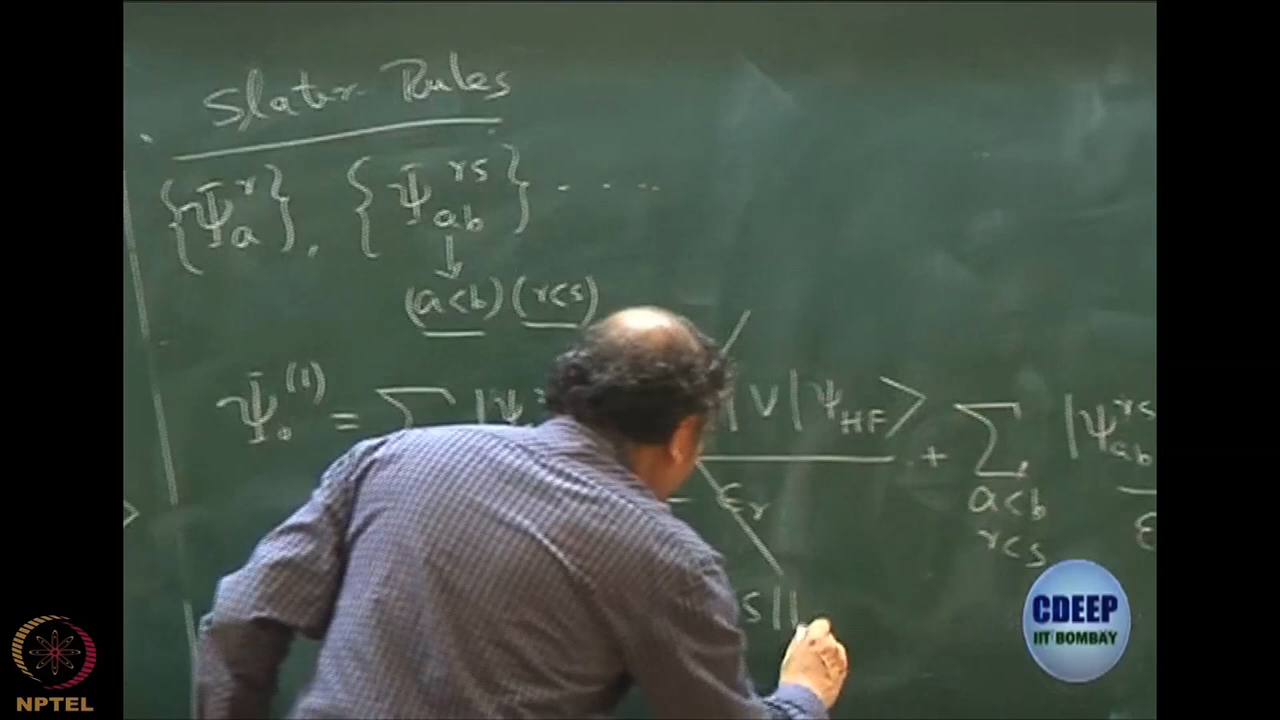 Slater Rules
{Ψ_a^r}, {Ψ_ab^rs} . . . . .
(a<b) (r<s)
Ψ_0^(1) = Σ |Ψ |V|Ψ_HF> + Σ |Ψ_ab^rs
- ε_r a<b ε
r<s
s||
CDEEP
IIT BOMBAY
NPTEL